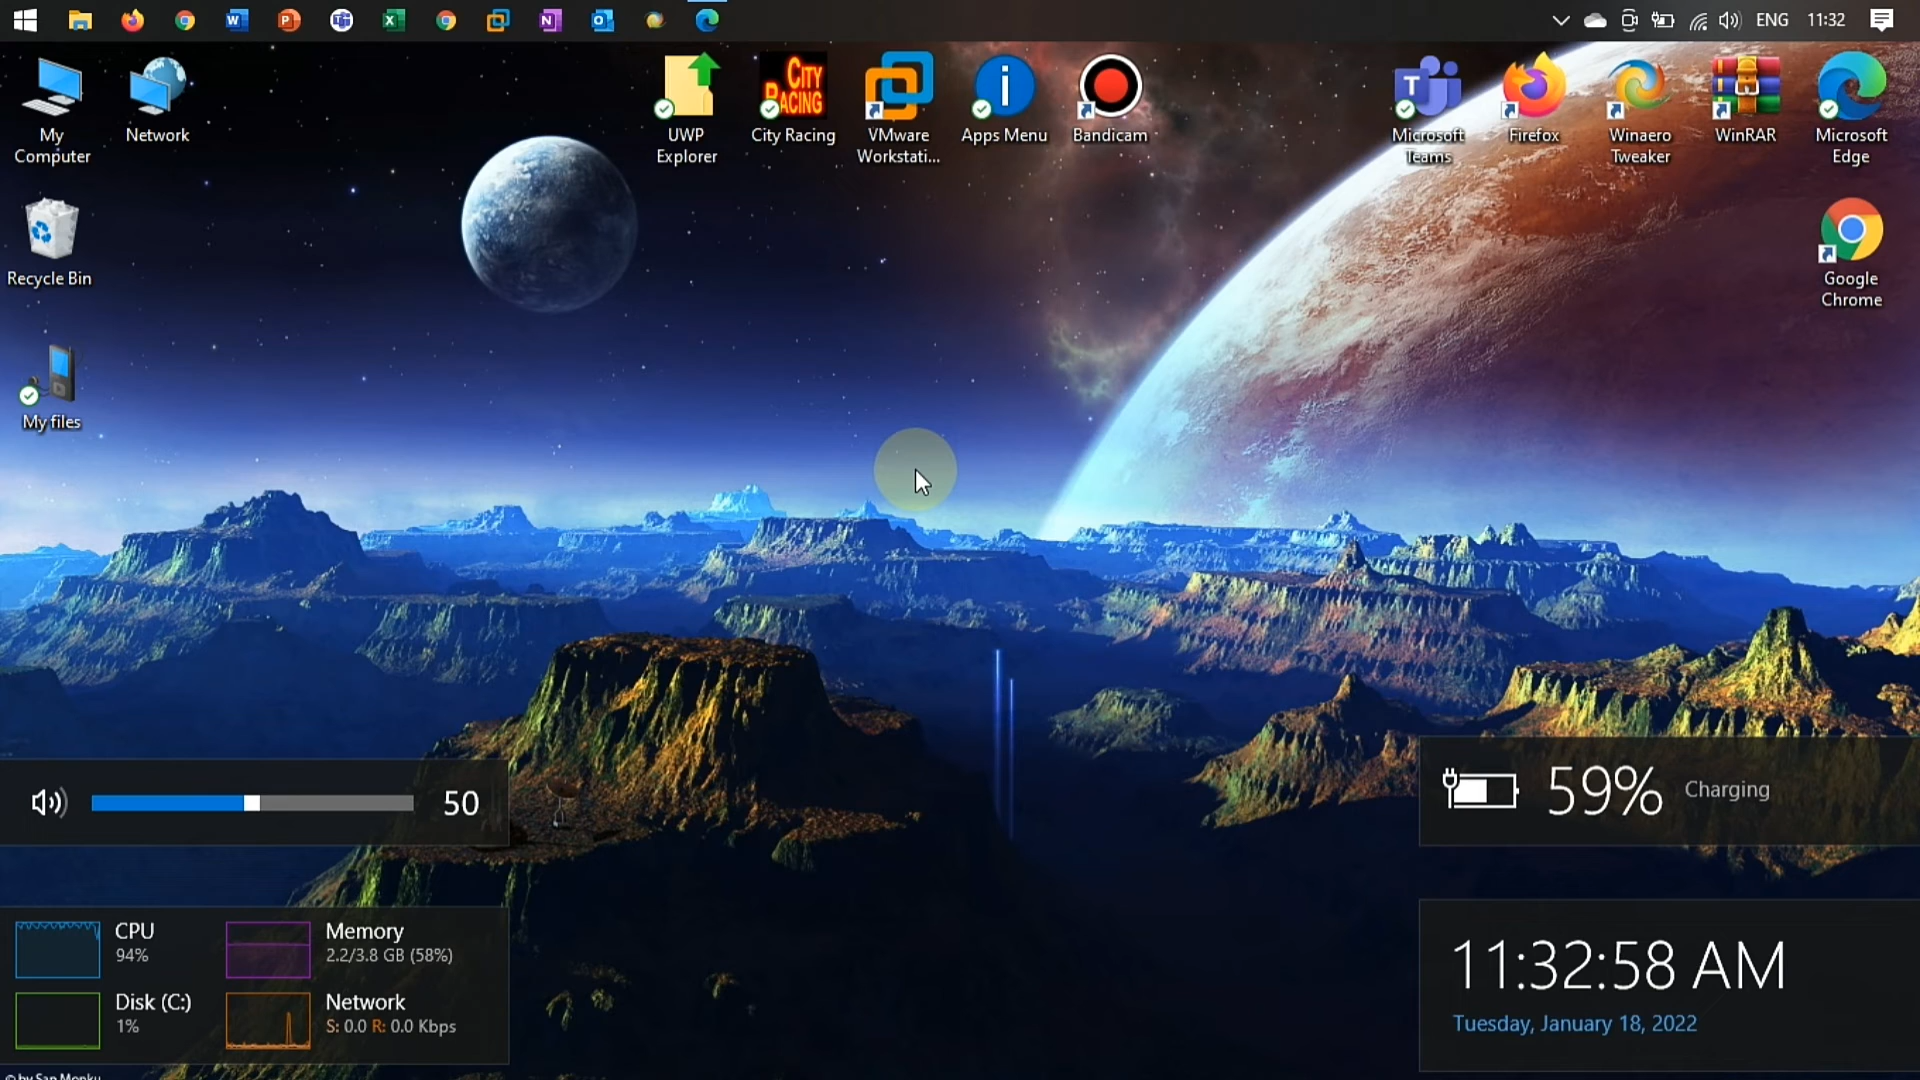 ENG 11:32
My
Computer
Network
UWP
Explorer
CITY
RACING
City Racing
VMware
Workstati...
Apps Menu
Bandicam
Microsoft
Teams
Firefox
Winaero
Tweaker
WinRAR
Microsoft
Edge
Recycle Bin
Google
Chrome
My files
50
59% Charging
CPU
94%
Memory
2.2/3.8 GB (58%)
Disk (C:)
1%
Network
S: 0.0 R: 0.0 Kbps
11:32:58 AM
Tuesday, January 18, 2022